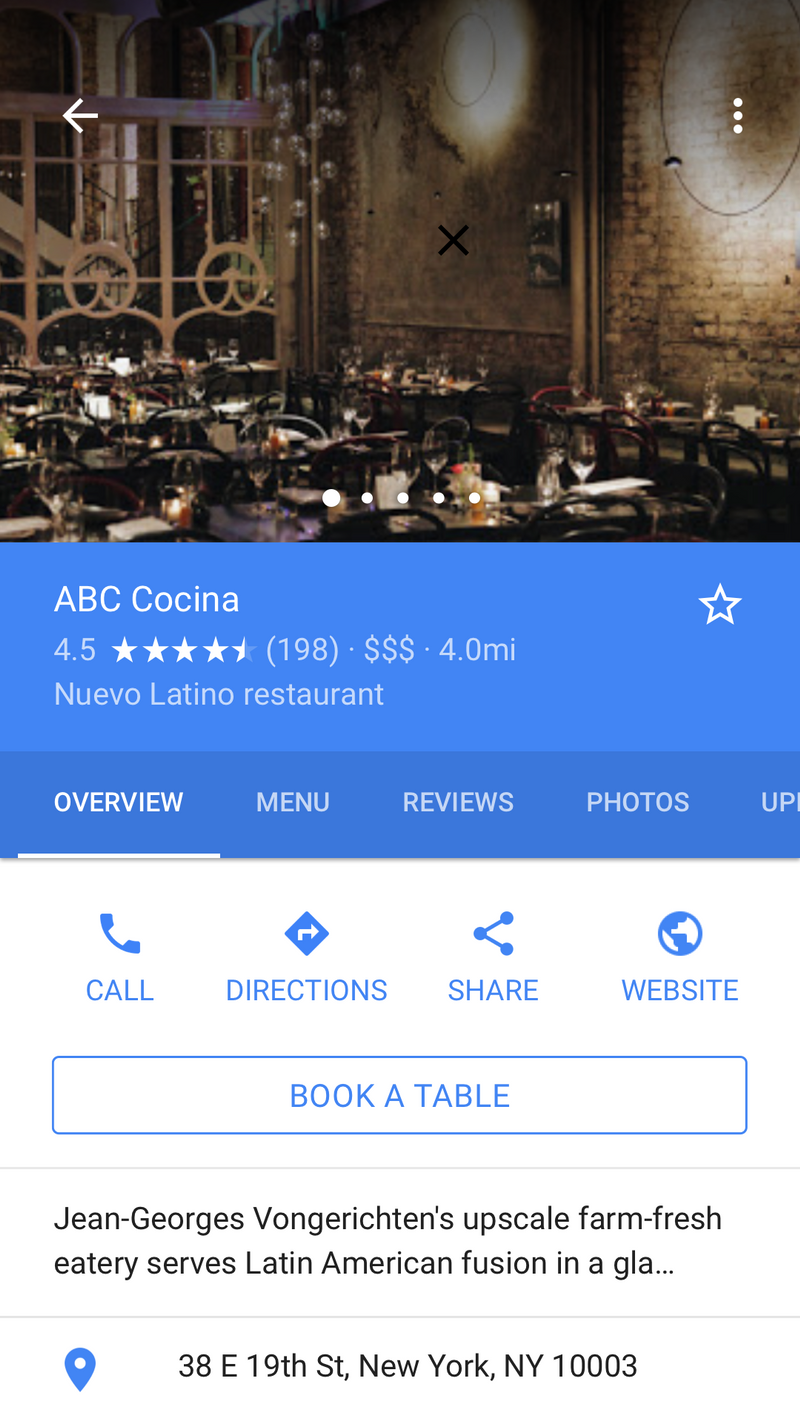 ABC Cocina
4.5 ★★★★★ (198) · $$$ · 4.0mi
Nuevo Latino restaurant
OVERVIEW MENU REVIEWS PHOTOS
CALL DIRECTIONS SHARE WEBSITE
BOOK A TABLE
Jean-Georges Vongerichten's upscale farm-fresh
eatery serves Latin American fusion in a gla…
38 E 19th St, New York, NY 10003